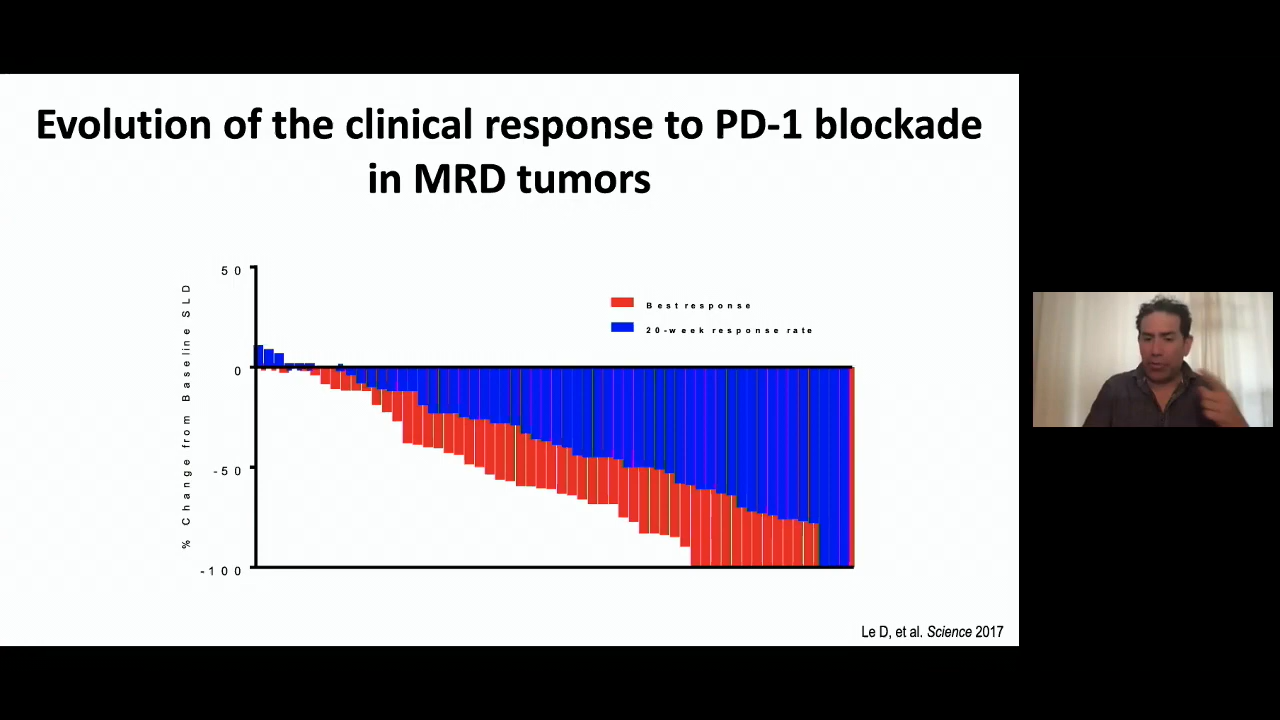 Evolution of the clinical response to PD-1 blockade
in MRD tumors
% Change from Baseline SLD
50
0
-50
-100
Best response
20-week response rate
Le D, et al. Science 2017